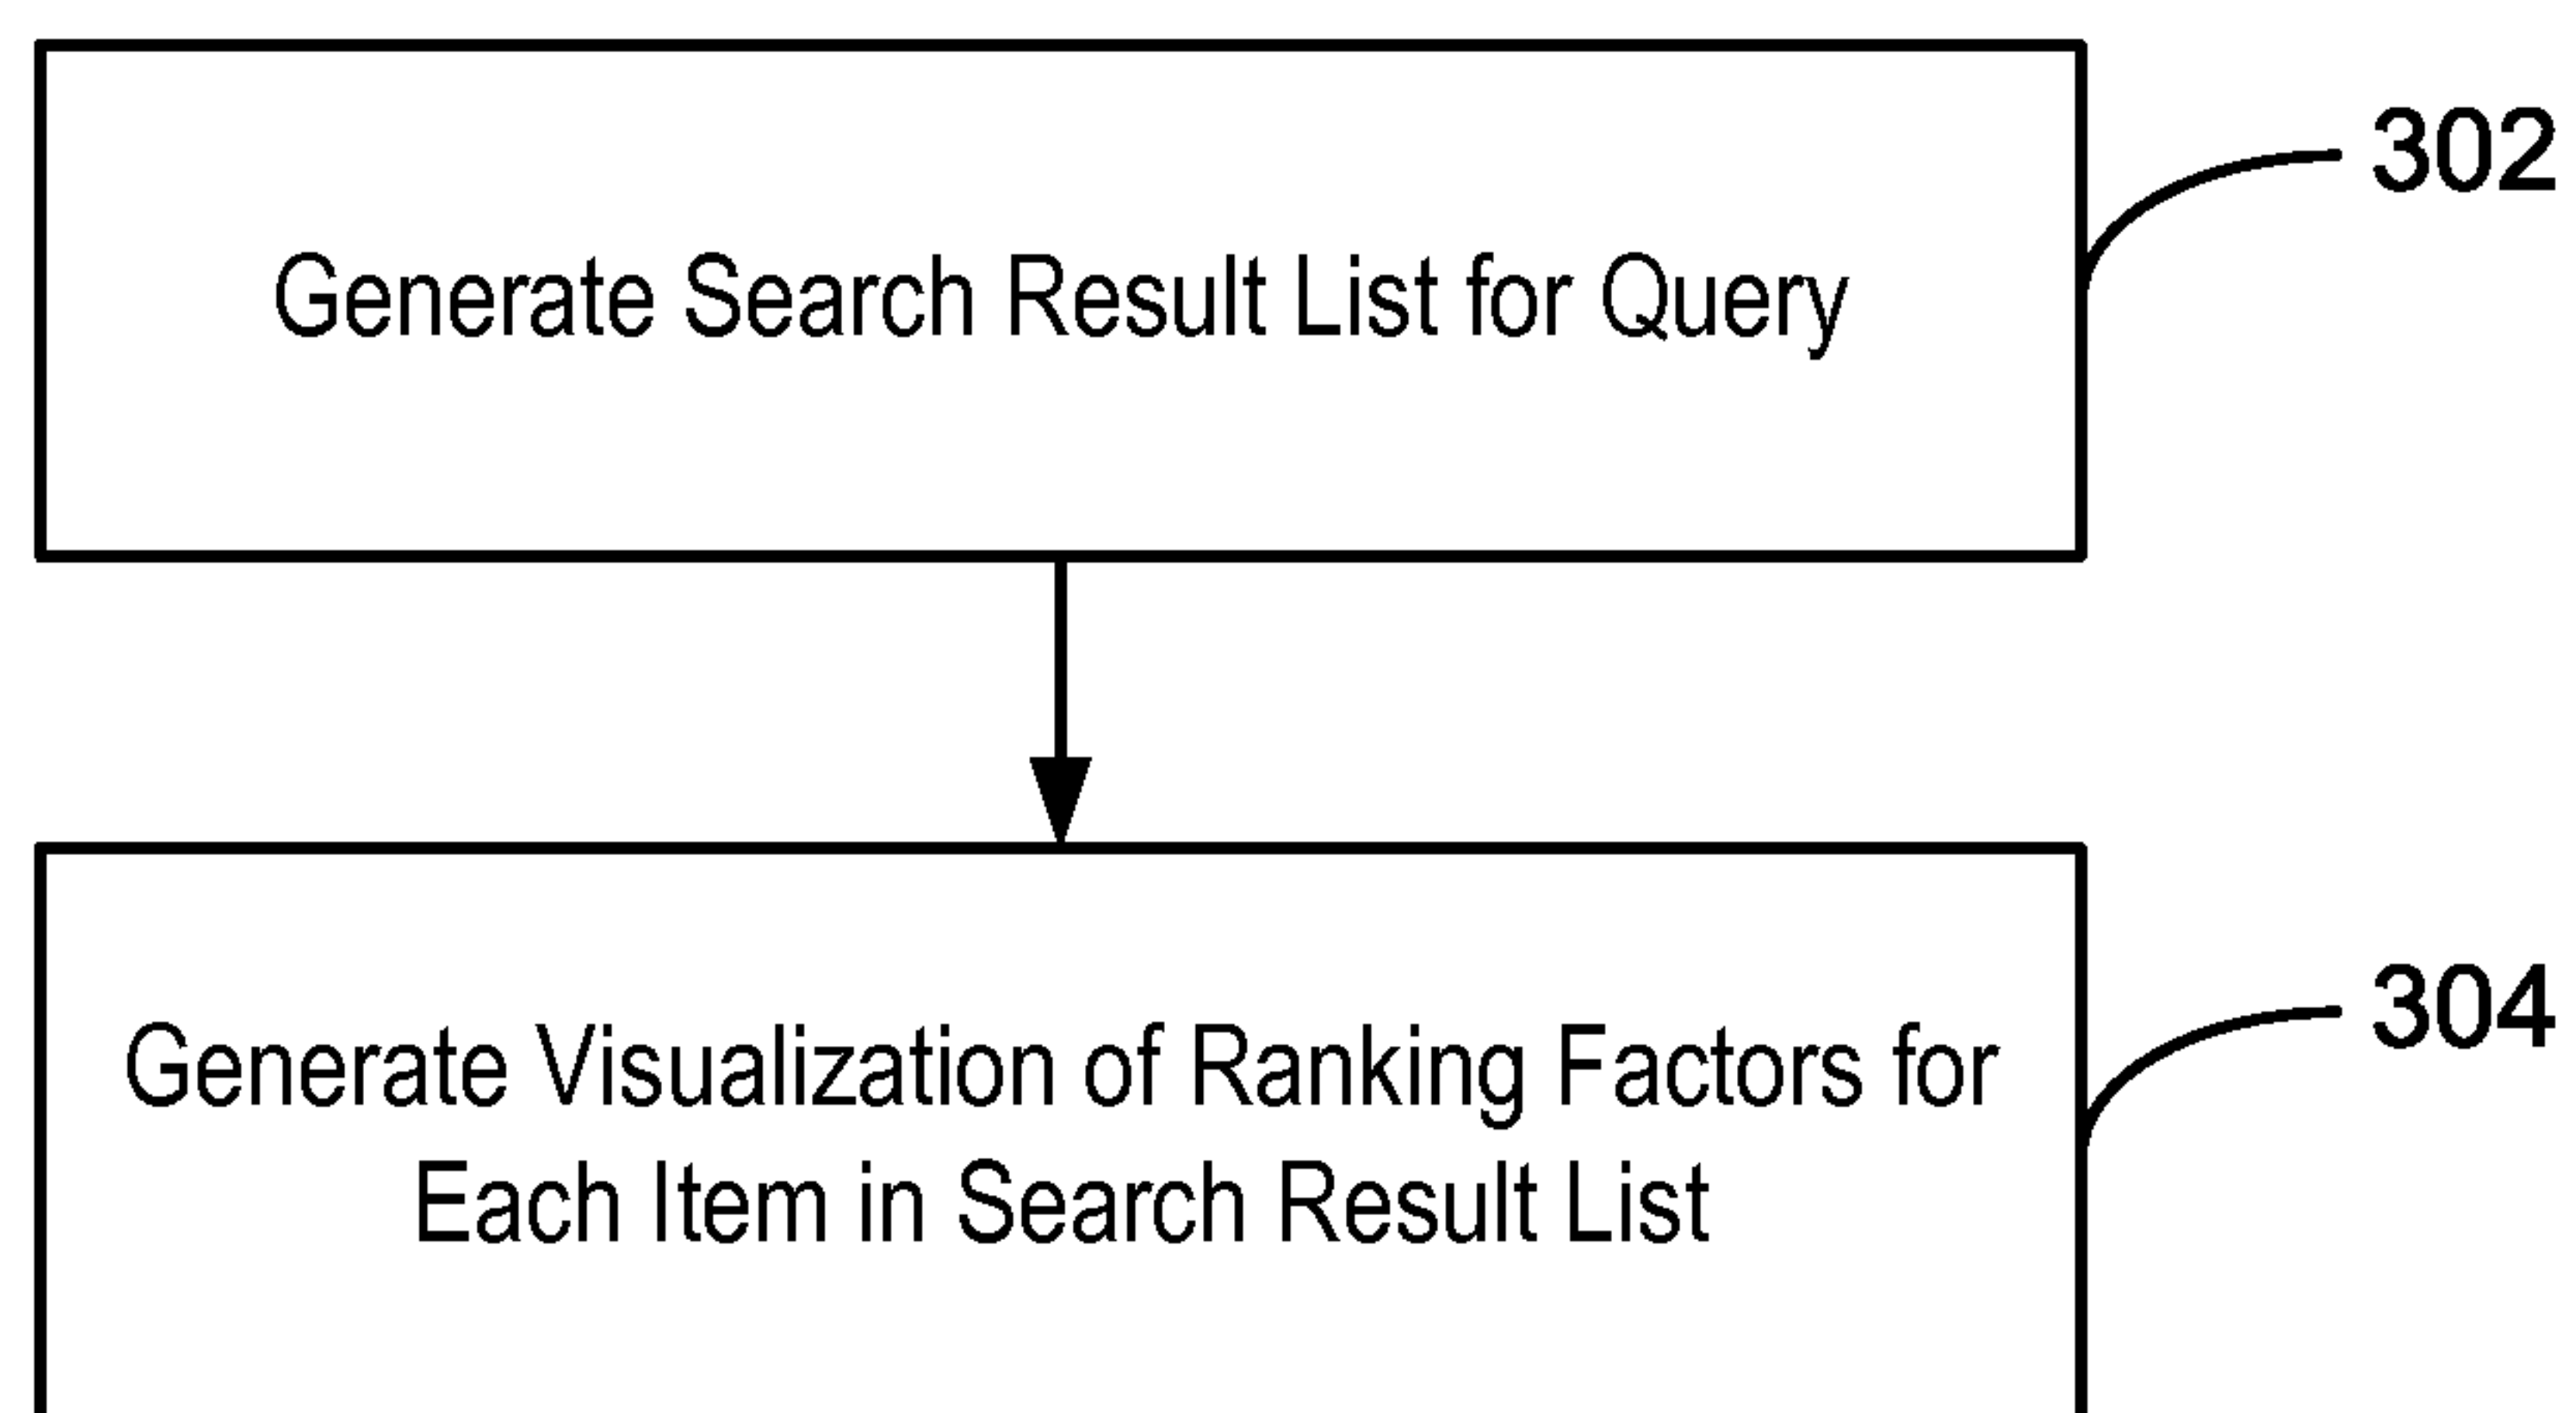 302
Generate Search Result List for Query
304
Generate Visualization of Ranking Factors for
Each Item in Search Result List